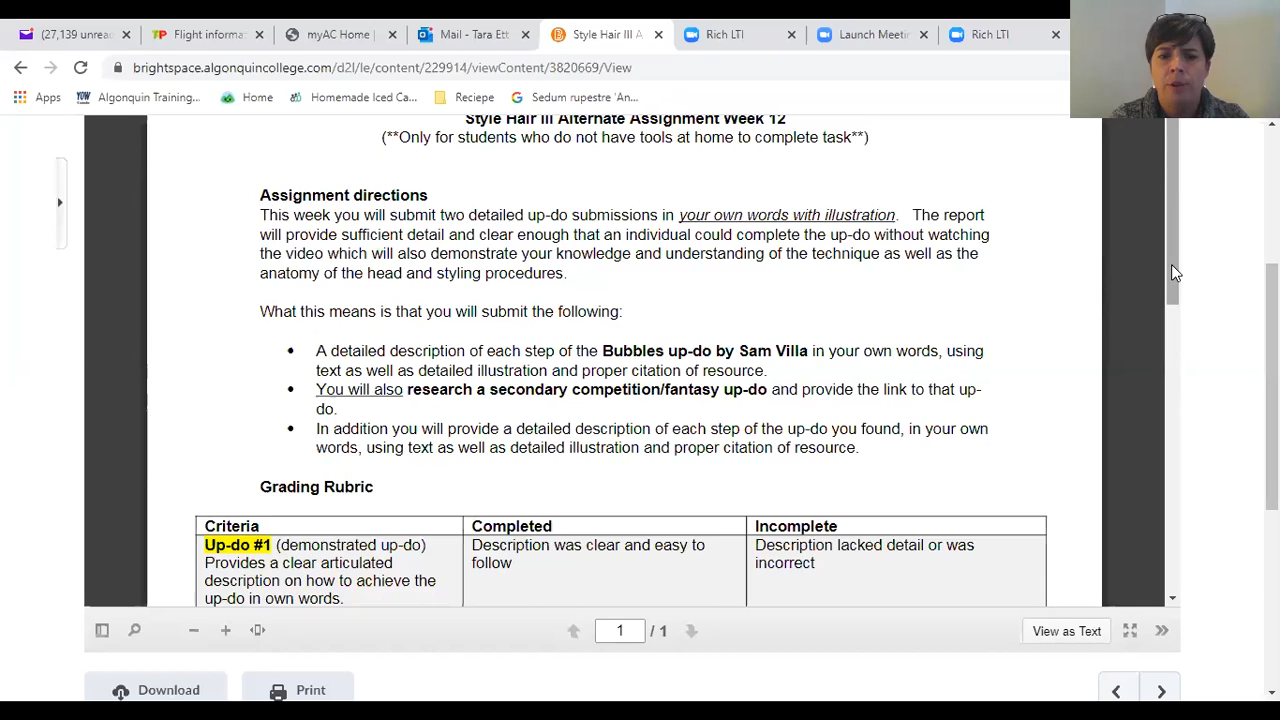 (27,139 unrea
Flight informa
myAC Home
Mail - Tara Ett
Style Hair III A
Rich LTI
Launch Meeti
Rich LTI
brightspace.algonquincollege.com/d2l/le/content/229914/viewContent/3820669/View
Apps
YOW
Algonquin Training...
Home
Homemade Iced Ca...
Reciepe
Sedum rupestre 'An...
Style Hair III Alternate Assignment Week 12
(**Only for students who do not have tools at home to complete task**)
Assignment directions
This week you will submit two detailed up-do submissions in your own words with illustration. The report
will provide sufficient detail and clear enough that an individual could complete the up-do without watching
the video which will also demonstrate your knowledge and understanding of the technique as well as the
anatomy of the head and styling procedures.
What this means is that you will submit the following:
• A detailed description of each step of the Bubbles up-do by Sam Villa in your own words, using
text as well as detailed illustration and proper citation of resource.
• You will also research a secondary competition/fantasy up-do and provide the link to that up-
do.
• In addition you will provide a detailed description of each step of the up-do you found, in your own
words, using text as well as detailed illustration and proper citation of resource.
Grading Rubric
Criteria
Completed
Incomplete
Up-do #1 (demonstrated up-do)
Provides a clear articulated
description on how to achieve the
up-do in own words.
Description was clear and easy to
follow
Description lacked detail or was
incorrect
1 / 1
View as Text
Download
Print